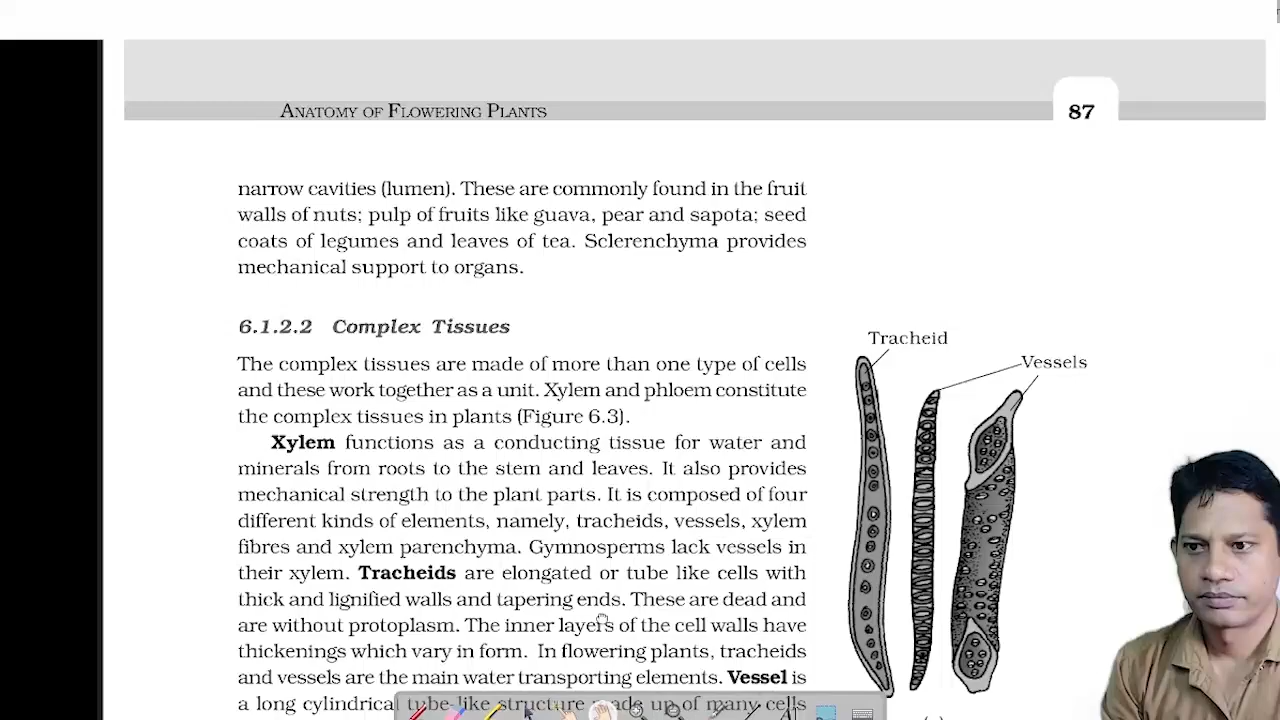 ANATOMY OF FLOWERING PLANTS
87
narrow cavities (lumen). These are commonly found in the fruit
walls of nuts; pulp of fruits like guava, pear and sapota; seed
coats of legumes and leaves of tea. Sclerenchyma provides
mechanical support to organs.
6.1.2.2 Complex Tissues
The complex tissues are made of more than one type of cells
and these work together as a unit. Xylem and phloem constitute
the complex tissues in plants (Figure 6.3).
Xylem functions as a conducting tissue for water and
minerals from roots to the stem and leaves. It also provides
mechanical strength to the plant parts. It is composed of four
different kinds of elements, namely, tracheids, vessels, xylem
fibres and xylem parenchyma. Gymnosperms lack vessels in
their xylem. Tracheids are elongated or tube like cells with
thick and lignified walls and tapering ends. These are dead and
are without protoplasm. The inner layers of the cell walls have
thickenings which vary in form. In flowering plants, tracheids
and vessels are the main water transporting elements. Vessel is
a long cylindrical tube-like structure made up of many cells
Tracheid
Vessels